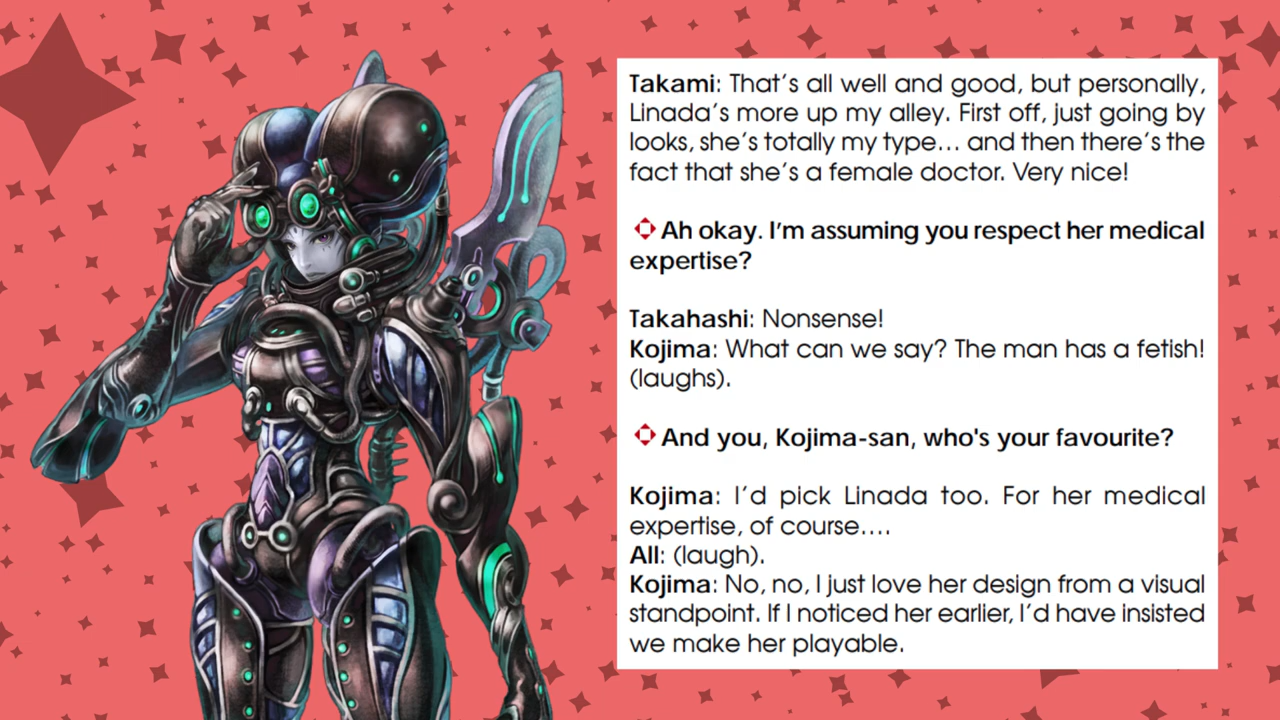 Takami: That's all well and good, but personally,
Linada's more up my alley. First off, just going by
looks, she's totally my type... and then there's the
fact that she's a female doctor. Very nice!
Ah okay. I'm assuming you respect her medical
expertise?
Takahashi: Nonsense!
Kojima: What can we say? The man has a fetish!
(laughs).
And you, Kojima-san, who's your favourite?
Kojima: I'd pick Linada too. For her medical
expertise, of course....
All: (laugh).
Kojima: No, no, I just love her design from a visual
standpoint. If I noticed her earlier, I'd have insisted
we make her playable.